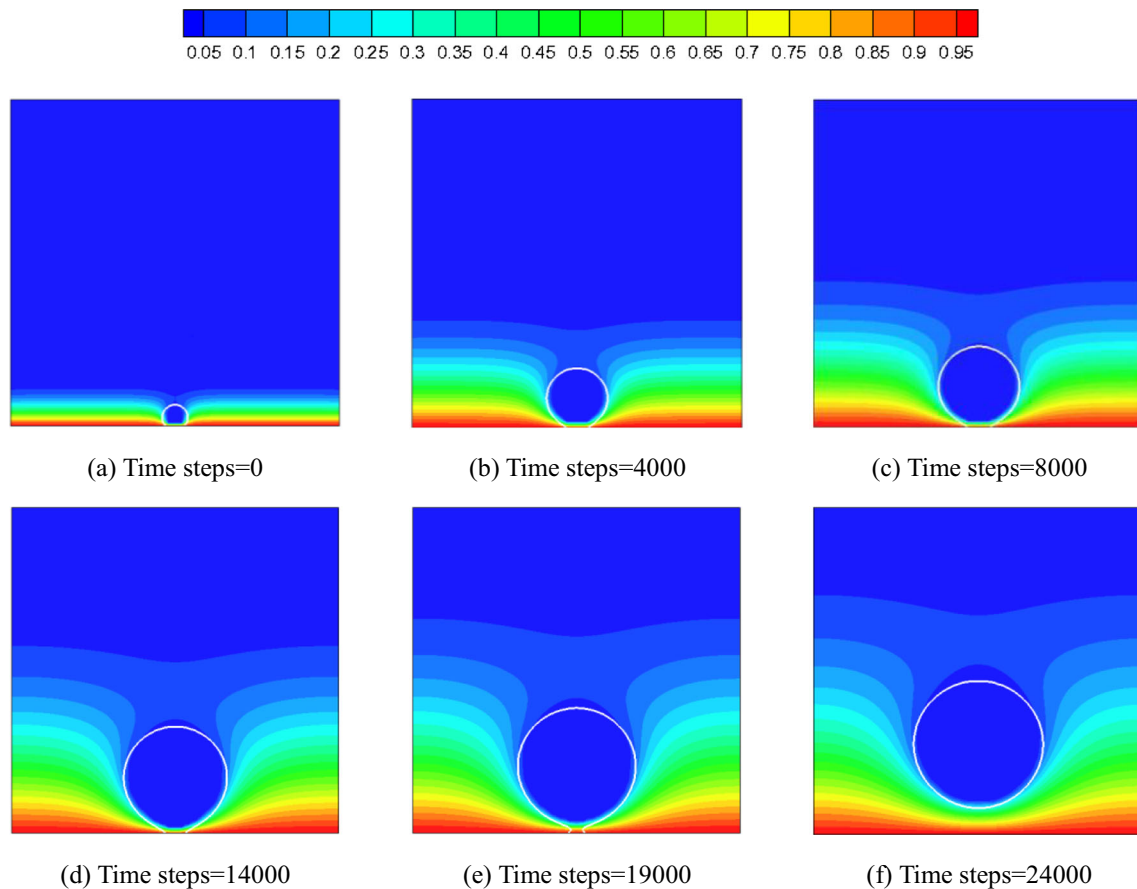 0.05 0.1 0.15 0.2 0.25 0.3 0.35 0.4 0.45 0.5 0.55 0.6 0.65 0.7 0.75 0.8 0.85 0.9 0.95
(a) Time steps=0 (b) Time steps=4000 (c) Time steps=8000
(d) Time steps=14000 (e) Time steps=19000 (f) Time steps=24000